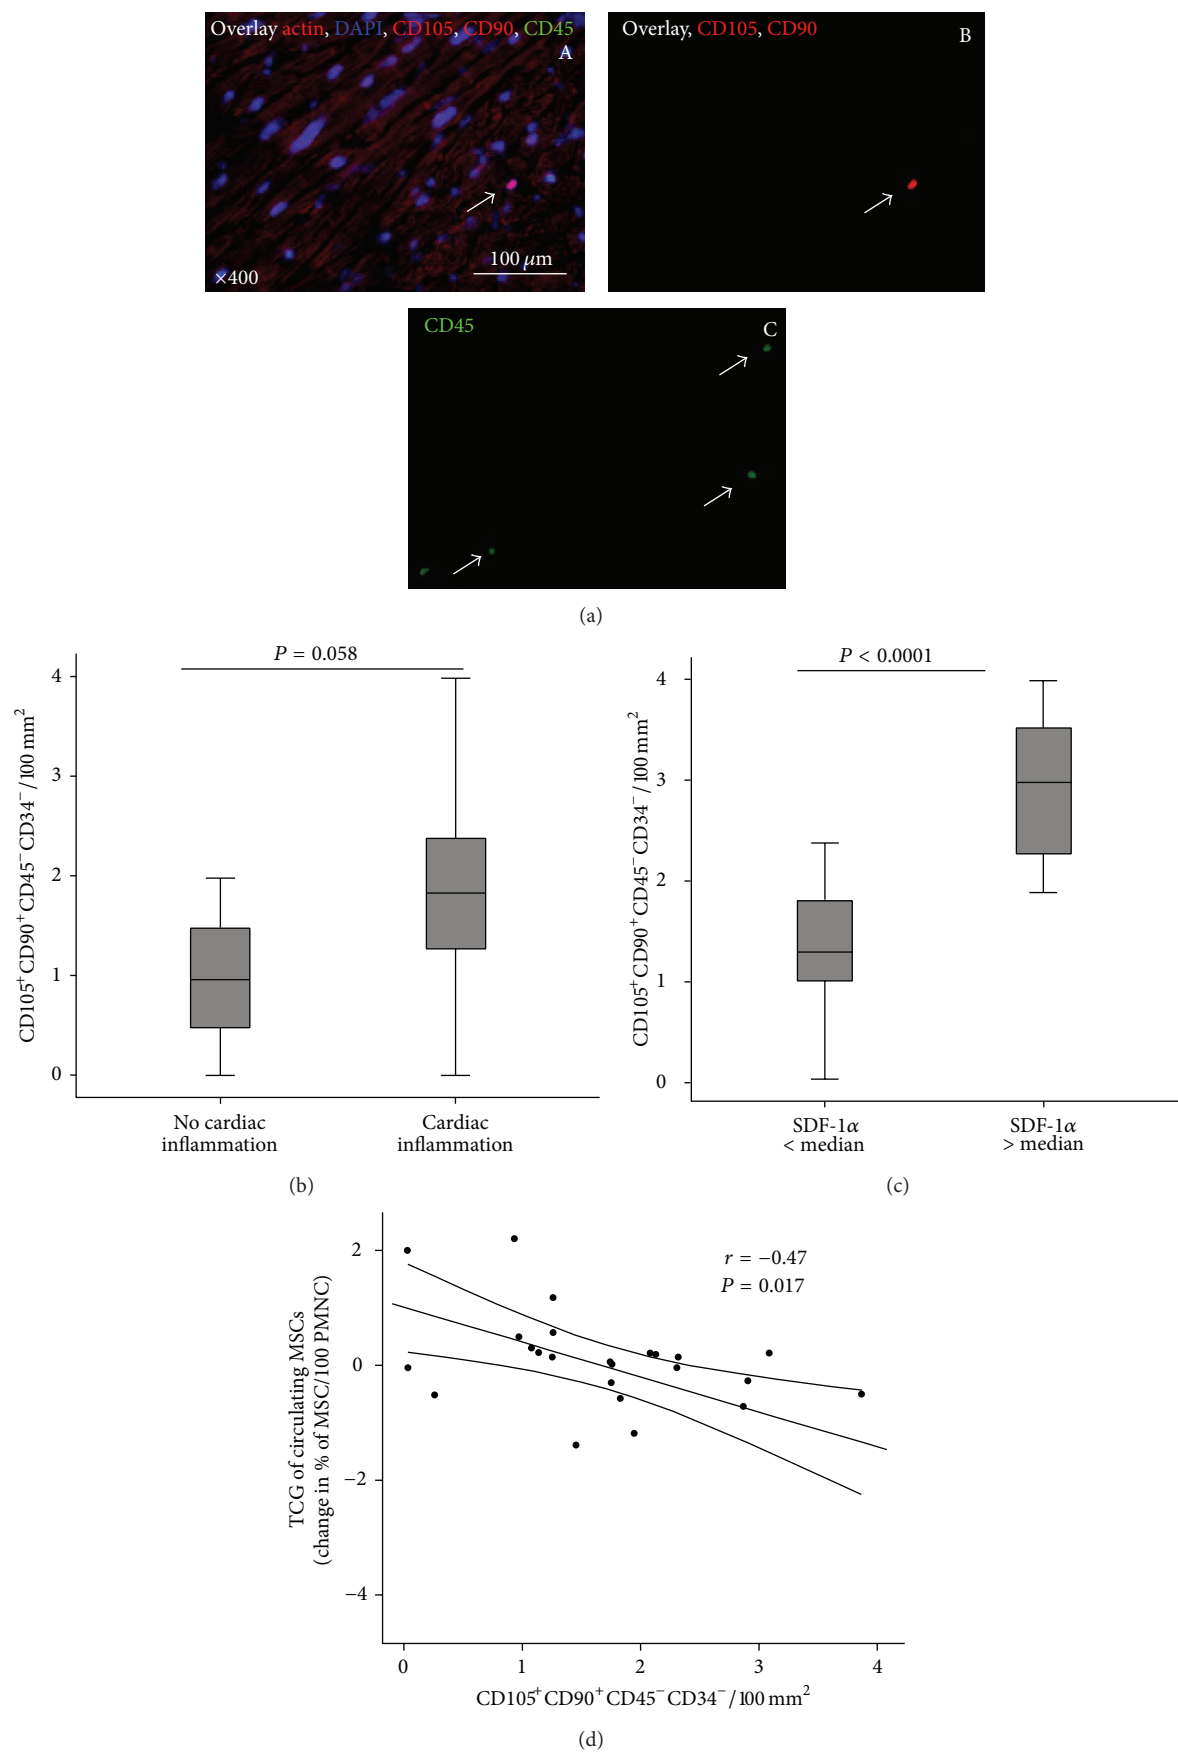 Overlay actin, DAPI, CD105, CD90, CD45
A
×400
100 μm
Overlay, CD105, CD90
B
CD45
C
(a)
P = 0.058
4
3
2
1
0
CD105⁺CD90⁺CD45⁻CD34⁻/100 mm²
No cardiac
inflammation
Cardiac
inflammation
(b)
P < 0.0001
4
3
2
1
0
CD105⁺CD90⁺CD45⁻CD34⁻/100 mm²
SDF-1α
< median
SDF-1α
> median
(c)
r = −0.47
P = 0.017
2
0
−2
−4
TCG of circulating MSCs
(change in % of MSC/100 PMNC)
0 1 2 3 4
CD105⁺CD90⁺CD45⁻CD34⁻/100 mm²
(d)